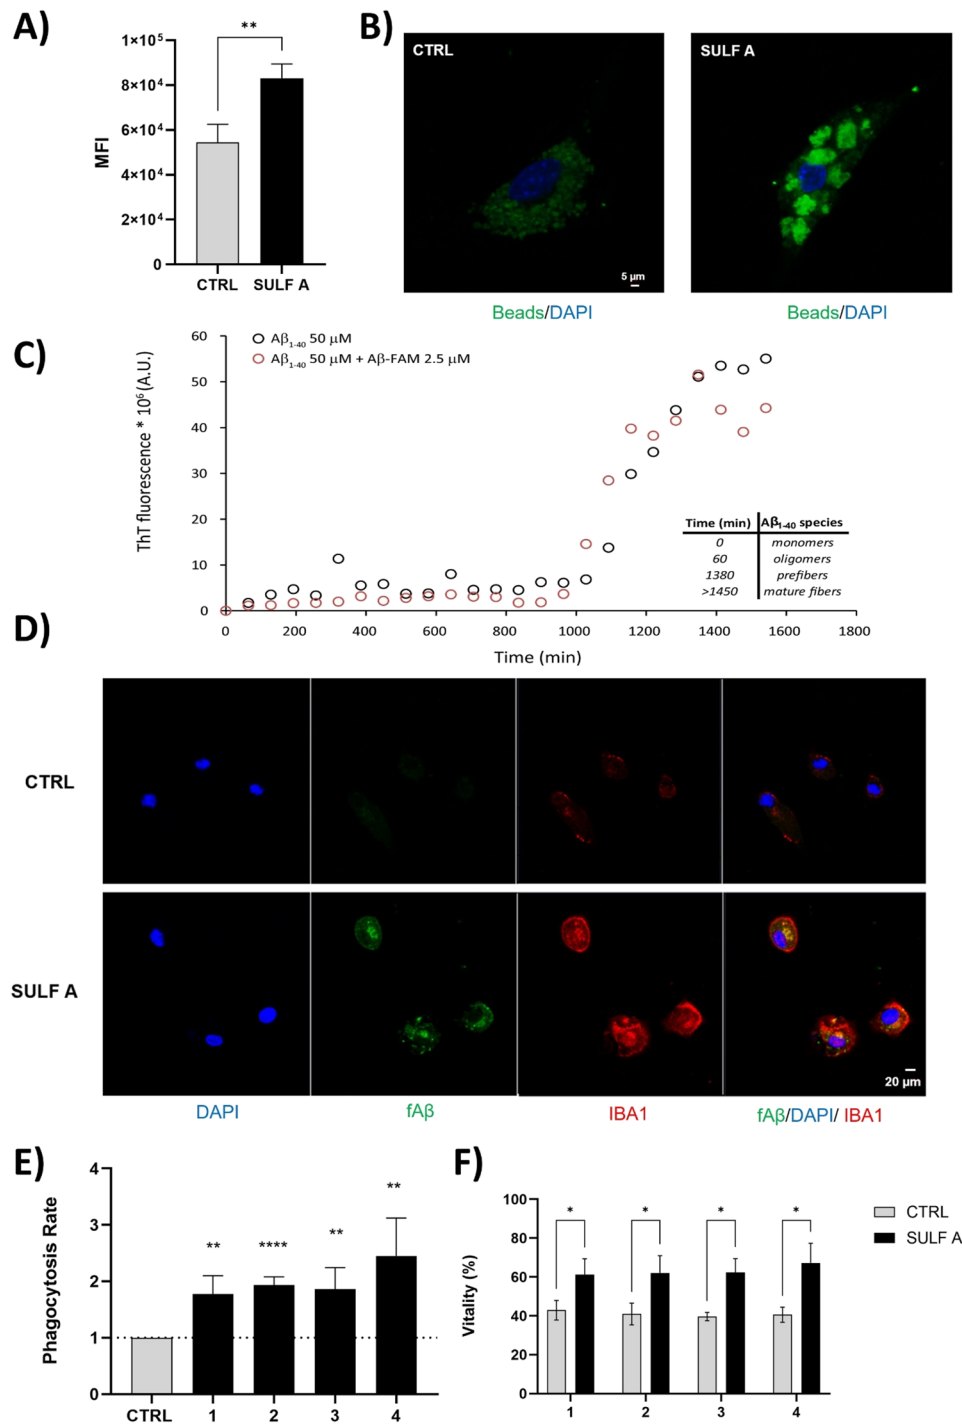 A)
**
1×10⁵
8×10⁴
6×10⁴
4×10⁴
2×10⁴
0
MFI
CTRL SULF A
B)
CTRL
5 µm
SULF A
Beads/DAPI
Beads/DAPI
C)
Aβ₁₋₄₀ 50 µM
Aβ₁₋₄₀ 50 µM + Aβ-FAM 2.5 µM
ThT fluorescence * 10⁶ (A.U.)
60
50
40
30
20
10
0
0 200 400 600 800 1000 1200 1400 1600 1800
Time (min)
Time (min) Aβ₁₋₄₀ species
0 monomers
60 oligomers
1380 prefibers
>1450 mature fibers
D)
CTRL
SULF A
20 µm
DAPI fAβ IBA1 fAβ/DAPI/ IBA1
E)
Phagocytosis Rate
4
3
2
1
0
** **** ** **
CTRL 1 2 3 4
F)
Vitality (%)
100
80
60
40
20
0
* * * *
1 2 3 4
CTRL
SULF A